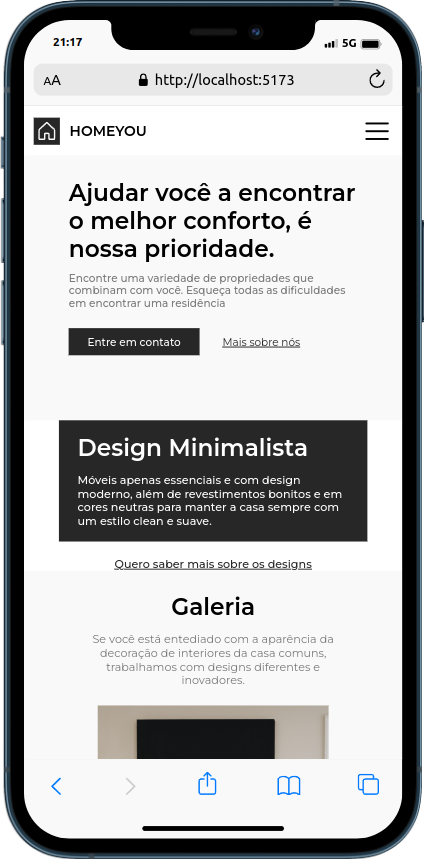 21:17
5G
AA
http://localhost:5173
HOMEYOU
Ajudar você a encontrar
o melhor conforto, é
nossa prioridade.
Encontre uma variedade de propriedades que
combinam com você. Esqueça todas as dificuldades
em encontrar uma residência
Entre em contato
Mais sobre nós
Design Minimalista
Móveis apenas essenciais e com design
moderno, além de revestimentos bonitos e em
cores neutras para manter a casa sempre com
um estilo clean e suave.
Quero saber mais sobre os designs
Galeria
Se você está entediado com a aparência da
decoração de interiores da casa comuns,
trabalhamos com designs diferentes e
inovadores.